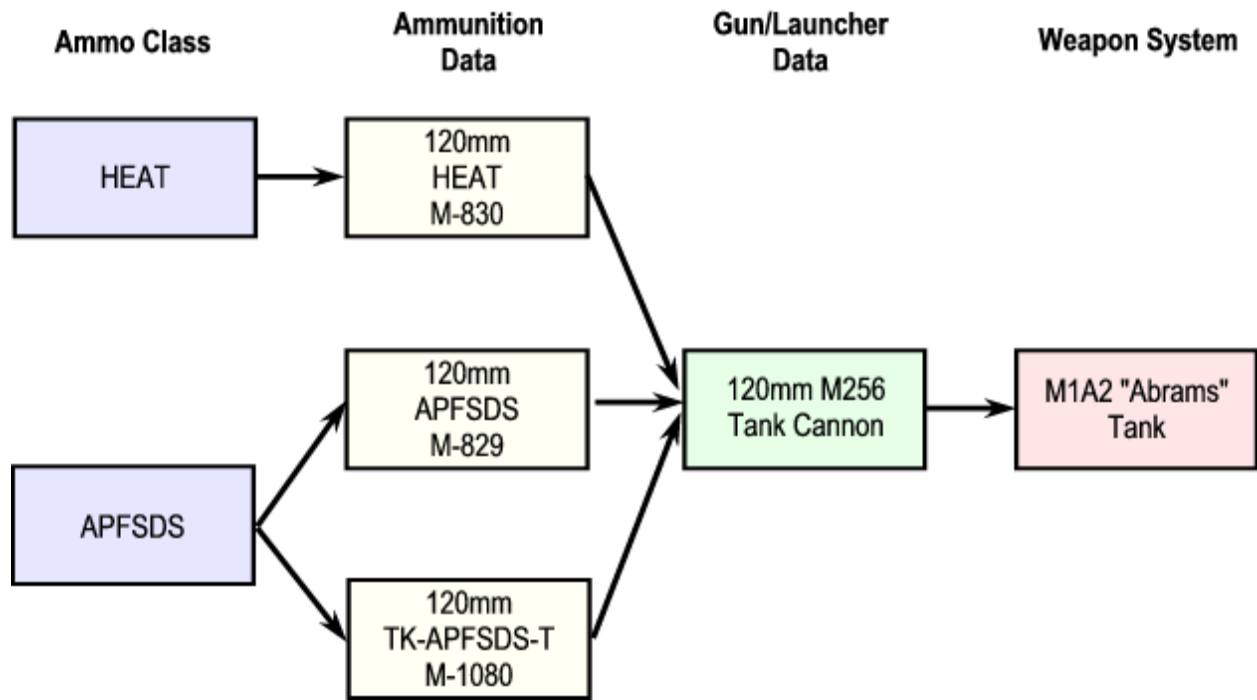 Ammo Class
Ammunition
Data
Gun/Launcher
Data
Weapon System
HEAT
120mm
HEAT
M-830
120mm
APFSDS
M-829
120mm M256
Tank Cannon
M1A2 "Abrams"
Tank
APFSDS
120mm
TK-APFSDS-T
M-1080